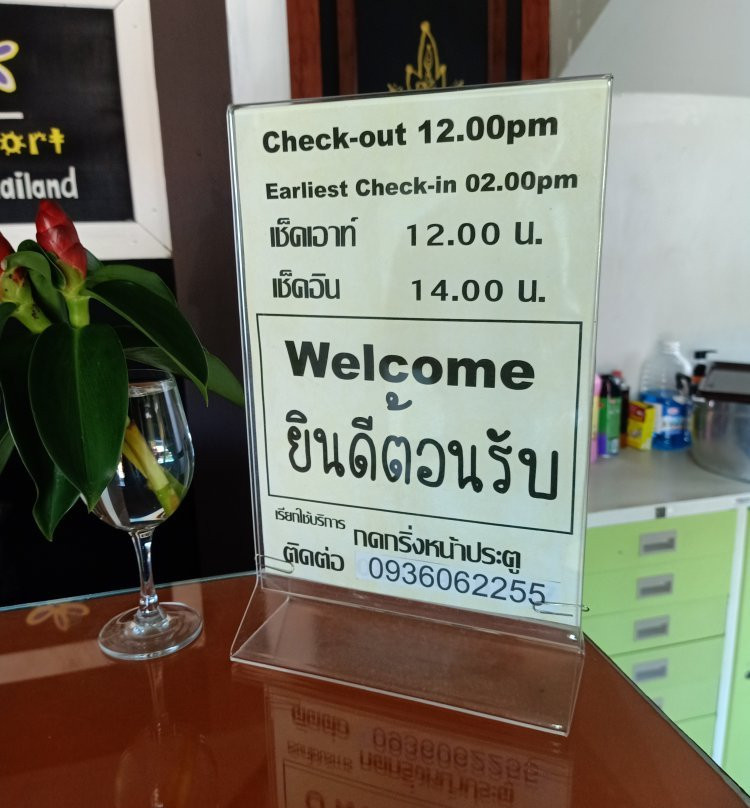 ort
ailand
Check-out 12.00pm
Earliest Check-in 02.00pm
เช็คเอาท์ 12.00 น.
เช็คอิน 14.00 น.
Welcome
ยินดีต้อนรับ
เรียกใช้บริการ กดกริ่งหน้าประตู
ติดต่อ 0936062255